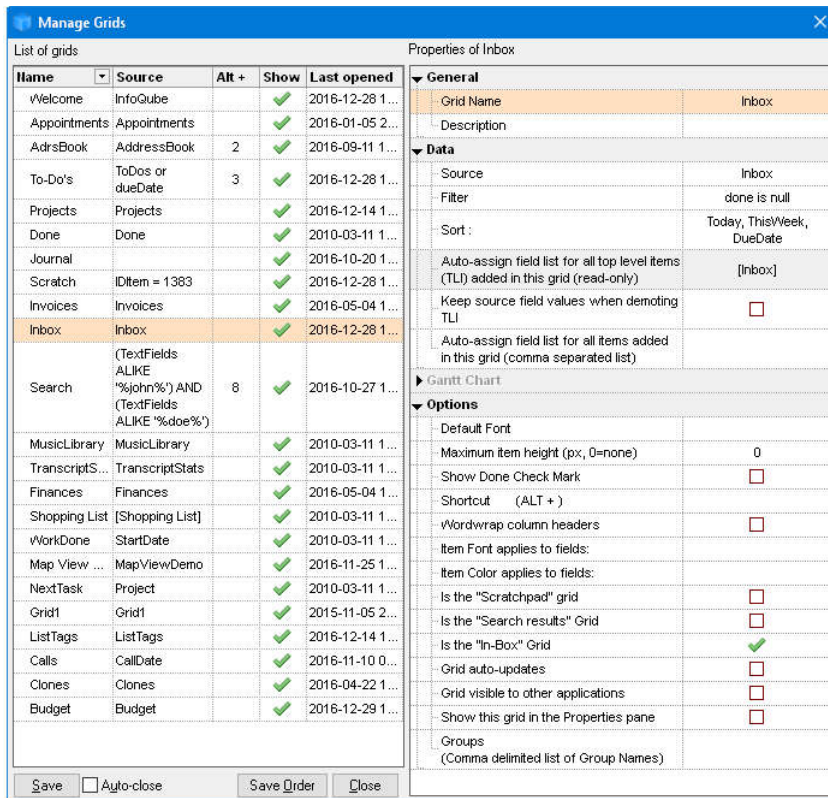 Manage Grids
List of grids
Name Source Alt + Show Last opened
Welcome InfoQube 2016-12-28 1...
Appointments Appointments 2016-01-05 2...
AdrsBook AddressBook 2 2016-09-11 1...
To-Do's ToDos or dueDate 3 2016-12-28 1...
Projects Projects 2016-12-14 1...
Done Done 2010-03-11 1...
Journal 2016-10-20 1...
Scratch IDItem = 1383 2016-12-28 1...
Invoices Invoices 2016-05-04 1...
Inbox Inbox 2016-12-28 1...
Search (TextFields ALIKE '%john%') AND (TextFields ALIKE '%doe%') 8 2016-10-27 1...
MusicLibrary MusicLibrary 2010-03-11 1...
TranscriptS... TranscriptStats 2010-03-11 1...
Finances Finances 2016-05-04 1...
Shopping List [Shopping List] 2010-03-11 1...
WorkDone StartDate 2010-03-11 1...
Map View ... MapViewDemo 2016-11-25 1...
NextTask Project 2010-03-11 1...
Grid1 Grid1 2015-11-05 2...
ListTags ListTags 2016-12-14 1...
Calls CallDate 2016-11-10 0...
Clones Clones 2016-04-22 1...
Budget Budget 2016-12-29 1...
Save Auto-close Save Order Close
Properties of Inbox
General
Grid Name Inbox
Description
Data
Source Inbox
Filter done is null
Sort : Today, ThisWeek, DueDate
Auto-assign field list for all top level items (TLI) added in this grid (read-only) [Inbox]
Keep source field values when demoting TLI
Auto-assign field list for all items added in this grid (comma separated list)
Gantt Chart
Options
Default Font
Maximum item height (px, 0=none) 0
Show Done Check Mark
Shortcut (ALT + )
Wordwrap column headers
Item Font applies to fields:
Item Color applies to fields:
Is the "Scratchpad" grid
Is the "Search results" Grid
Is the "In-Box" Grid
Grid auto-updates
Grid visible to other applications
Show this grid in the Properties pane
Groups
(Comma delimited list of Group Names)